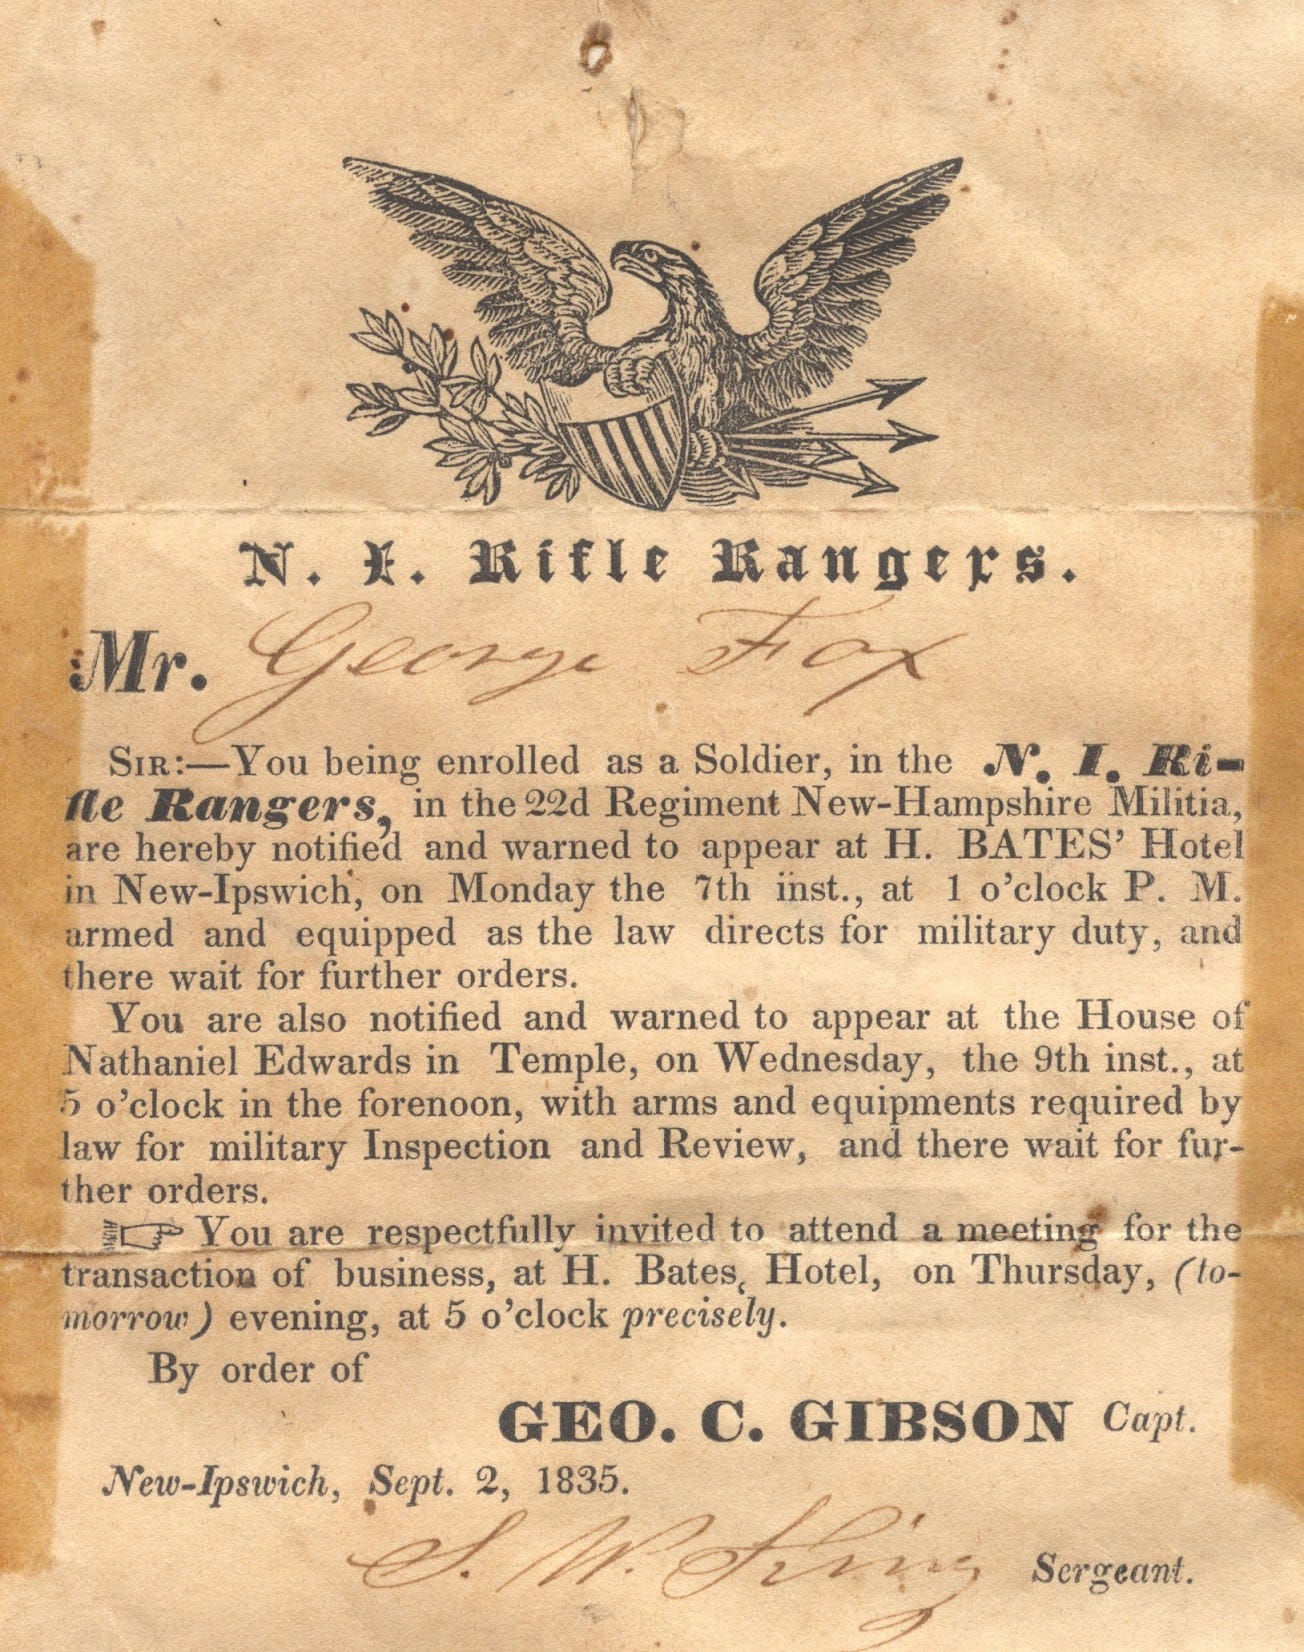 N. I. Rifle Rangers.
Mr. George Fox
SIR:—You being enrolled as a Soldier, in the N. I. Ri-
fle Rangers, in the 22d Regiment New-Hampshire Militia,
are hereby notified and warned to appear at H. BATES' Hotel
in New-Ipswich, on Monday the 7th inst., at 1 o'clock P. M.
armed and equipped as the law directs for military duty, and
there wait for further orders.
You are also notified and warned to appear at the House of
Nathaniel Edwards in Temple, on Wednesday, the 9th inst., at
5 o'clock in the forenoon, with arms and equipments required by
law for military Inspection and Review, and there wait for fur-
ther orders.
☞ You are respectfully invited to attend a meeting for the
transaction of business, at H. Bates, Hotel, on Thursday, (to-
morrow) evening, at 5 o'clock precisely.
By order of
GEO. C. GIBSON Capt.
New-Ipswich, Sept. 2, 1835.
S. W. Sergeant.